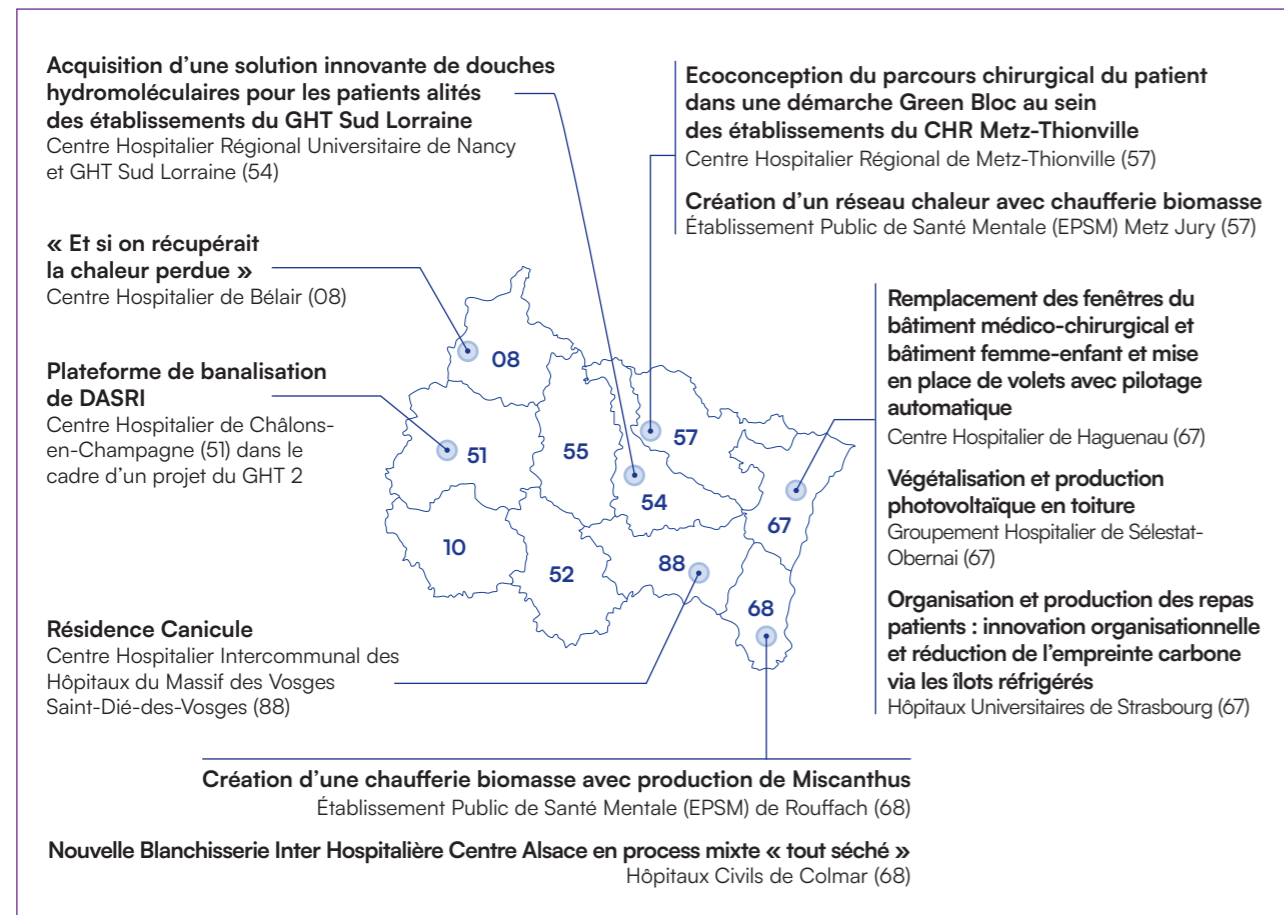 Acquisition d’une solution innovante de douches
hydromoléculaires pour les patients alités
des établissements du GHT Sud Lorraine
Centre Hospitalier Régional Universitaire de Nancy
et GHT Sud Lorraine (54)
« Et si on récupérait
la chaleur perdue »
Centre Hospitalier de Bélair (08)
Plateforme de banalisation
de DASRI
Centre Hospitalier de Châlons-
en-Champagne (51) dans le
cadre d’un projet du GHT 2
Résidence Canicule
Centre Hospitalier Intercommunal des
Hôpitaux du Massif des Vosges
Saint-Dié-des-Vosges (88)
Ecoconception du parcours chirurgical du patient
dans une démarche Green Bloc au sein
des établissements du CHR Metz-Thionville
Centre Hospitalier Régional de Metz-Thionville (57)
Création d’un réseau chaleur avec chaufferie biomasse
Établissement Public de Santé Mentale (EPSM) Metz Jury (57)
Remplacement des fenêtres du
bâtiment médico-chirurgical et
bâtiment femme-enfant et mise
en place de volets avec pilotage
automatique
Centre Hospitalier de Haguenau (67)
Végétalisation et production
photovoltaïque en toiture
Groupement Hospitalier de Sélestat-
Obernai (67)
Organisation et production des repas
patients : innovation organisationnelle
et réduction de l’empreinte carbone
via les îlots réfrigérés
Hôpitaux Universitaires de Strasbourg (67)
08
51
55
57
54
67
10
52
88
68
Création d’une chaufferie biomasse avec production de Miscanthus
Établissement Public de Santé Mentale (EPSM) de Rouffach (68)
Nouvelle Blanchisserie Inter Hospitalière Centre Alsace en process mixte « tout séché »
Hôpitaux Civils de Colmar (68)